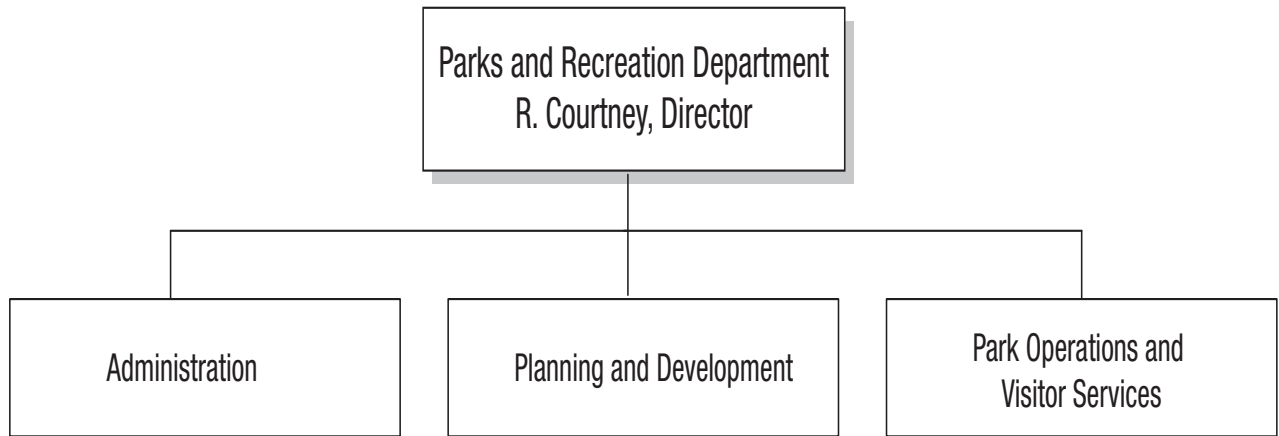 Parks and Recreation Department
R. Courtney, Director
Administration
Planning and Development
Park Operations and
Visitor Services